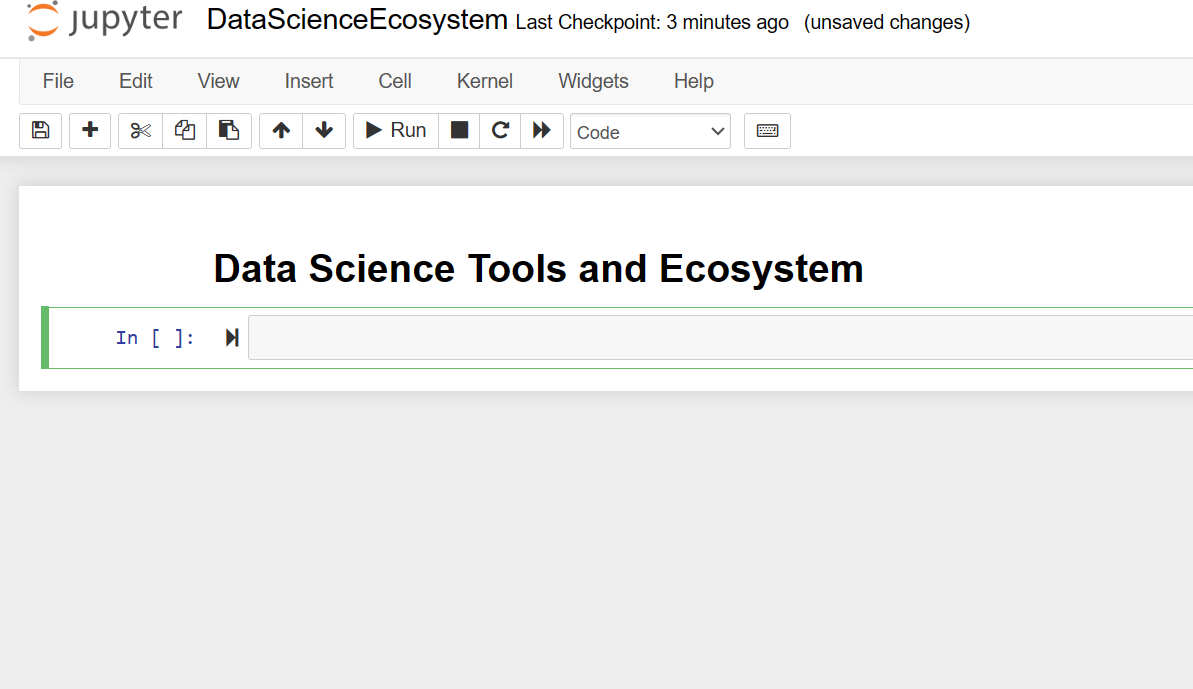 jupyter DataScienceEcosystem Last Checkpoint: 3 minutes ago (unsaved changes)
File Edit View Insert Cell Kernel Widgets Help
Run Code
Data Science Tools and Ecosystem
In [ ]: